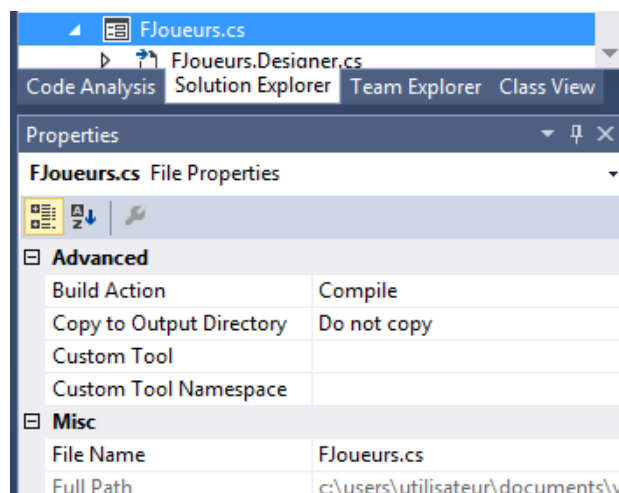 FJoueurs.cs
FJoueurs.Designer.cs
Code Analysis Solution Explorer Team Explorer Class View
Properties
FJoueurs.cs File Properties
Advanced
Build Action Compile
Copy to Output Directory Do not copy
Custom Tool
Custom Tool Namespace
Misc
File Name FJoueurs.cs
Full Path c:\users\utilisateur\documents\